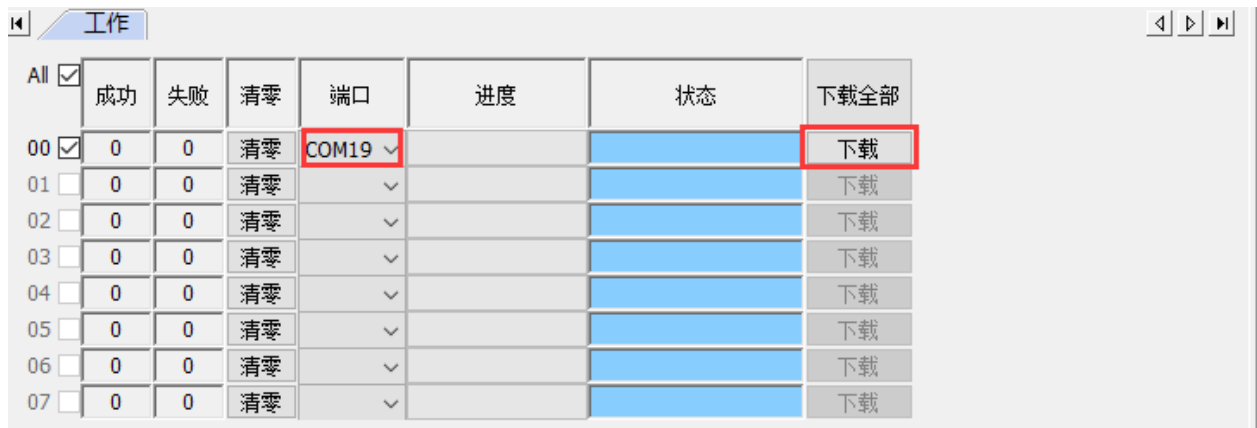 工作
All 成功 失败 清零 端口 进度 状态 下载全部
00 0 0 清零 COM19 下载
01 0 0 清零 下载
02 0 0 清零 下载
03 0 0 清零 下载
04 0 0 清零 下载
05 0 0 清零 下载
06 0 0 清零 下载
07 0 0 清零 下载